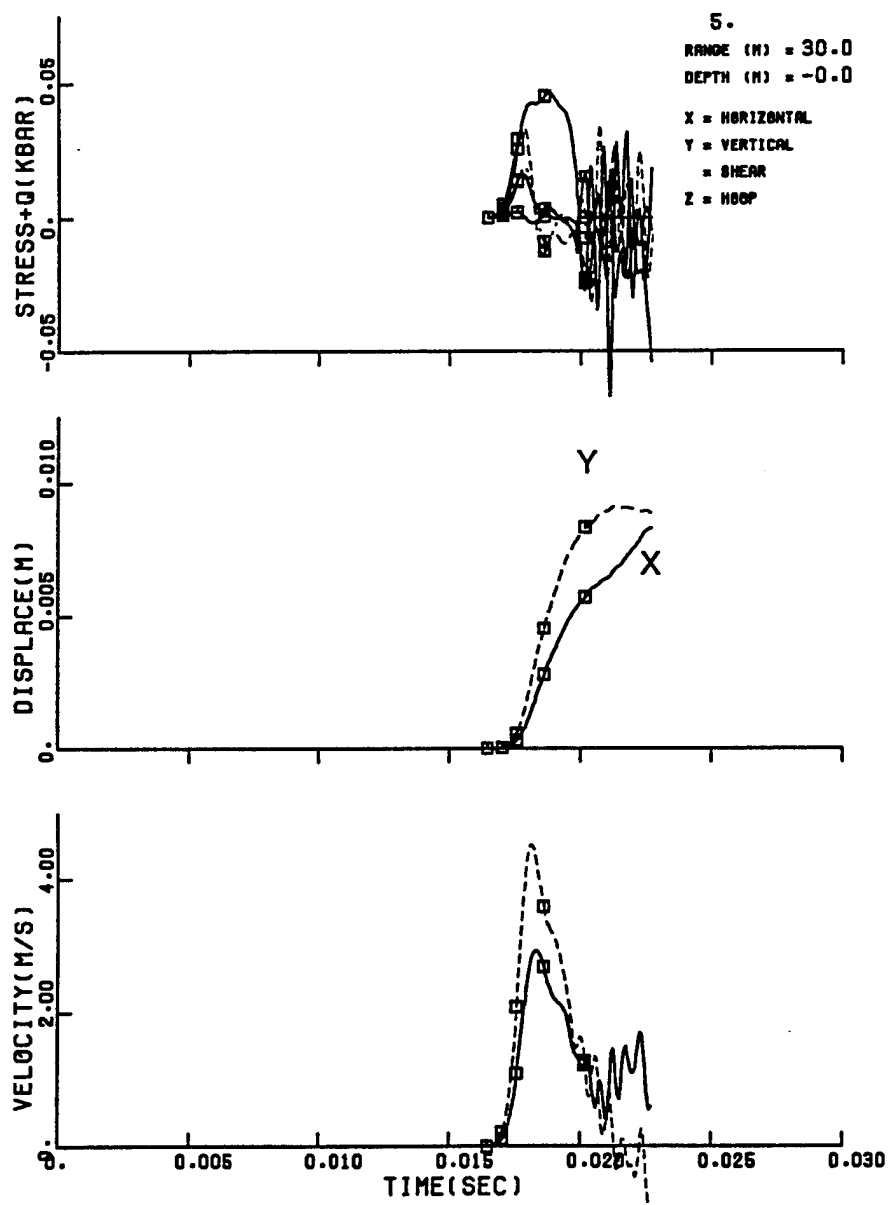 5.
RANGE (M) = 30.0
DEPTH (M) = -0.0
X = HORIZONTAL
Y = VERTICAL
= SHEAR
Z = HOOP
STRESS+Q(KBAR)
0.05
0.
-0.05
Y
X
DISPLACE(M)
0.010
0.005
0.
VELOCITY(M/S)
4.00
2.00
0.
0. 0.005 0.010 0.015 0.020 0.025 0.030
TIME(SEC)